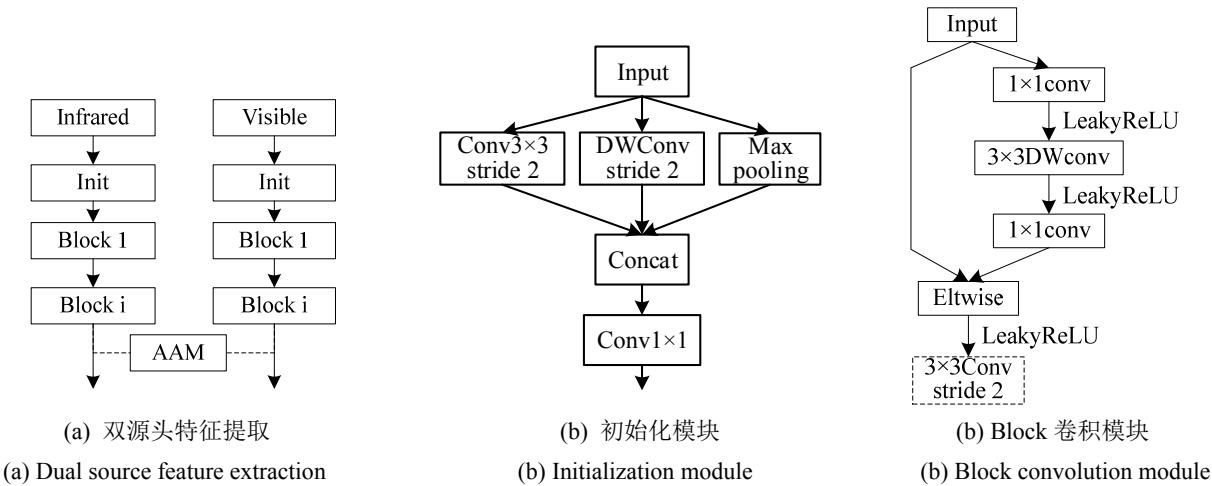 Infrared
Visible
Init
Init
Block 1
Block 1
Block i
Block i
AAM
(a) 双源头特征提取
(a) Dual source feature extraction
Input
Conv3×3
stride 2
DWConv
stride 2
Max
pooling
Concat
Conv1×1
(b) 初始化模块
(b) Initialization module
Input
1×1conv
LeakyReLU
3×3DWconv
LeakyReLU
1×1conv
Eltwise
LeakyReLU
3×3Conv
stride 2
(b) Block 卷积模块
(b) Block convolution module